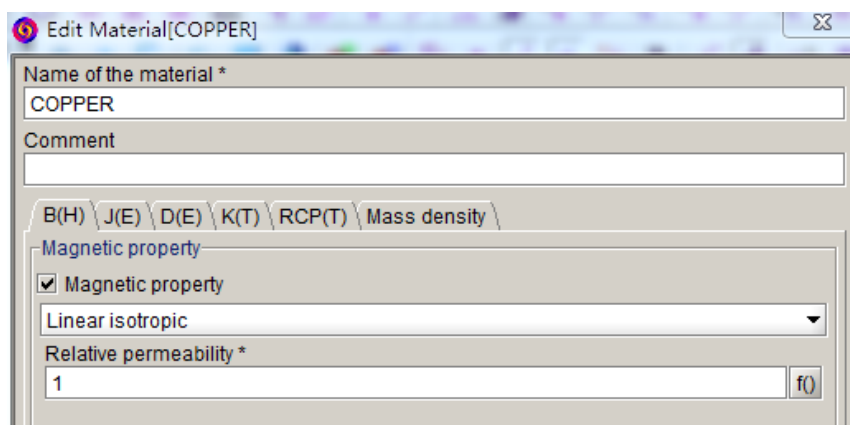 Edit Material[COPPER]
Name of the material *
COPPER
Comment
B(H) J(E) D(E) K(T) RCP(T) Mass density
Magnetic property
Magnetic property
Linear isotropic
Relative permeability *
1 f()